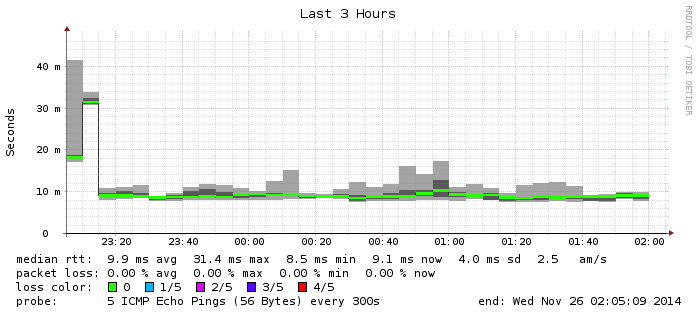 Last 3 Hours
RRDTOOL / TOBI OETIKER
Seconds
40 m
30 m
20 m
10 m
0
23:20 23:40 00:00 00:20 00:40 01:00 01:20 01:40 02:00
median rtt: 9.9 ms avg 31.4 ms max 8.5 ms min 9.1 ms now 4.0 ms sd 2.5 am/s
packet loss: 0.00 % avg 0.00 % max 0.00 % min 0.00 % now
loss color: 0 1/5 2/5 3/5 4/5
probe: 5 ICMP Echo Pings (56 Bytes) every 300s end: Wed Nov 26 02:05:09 2014